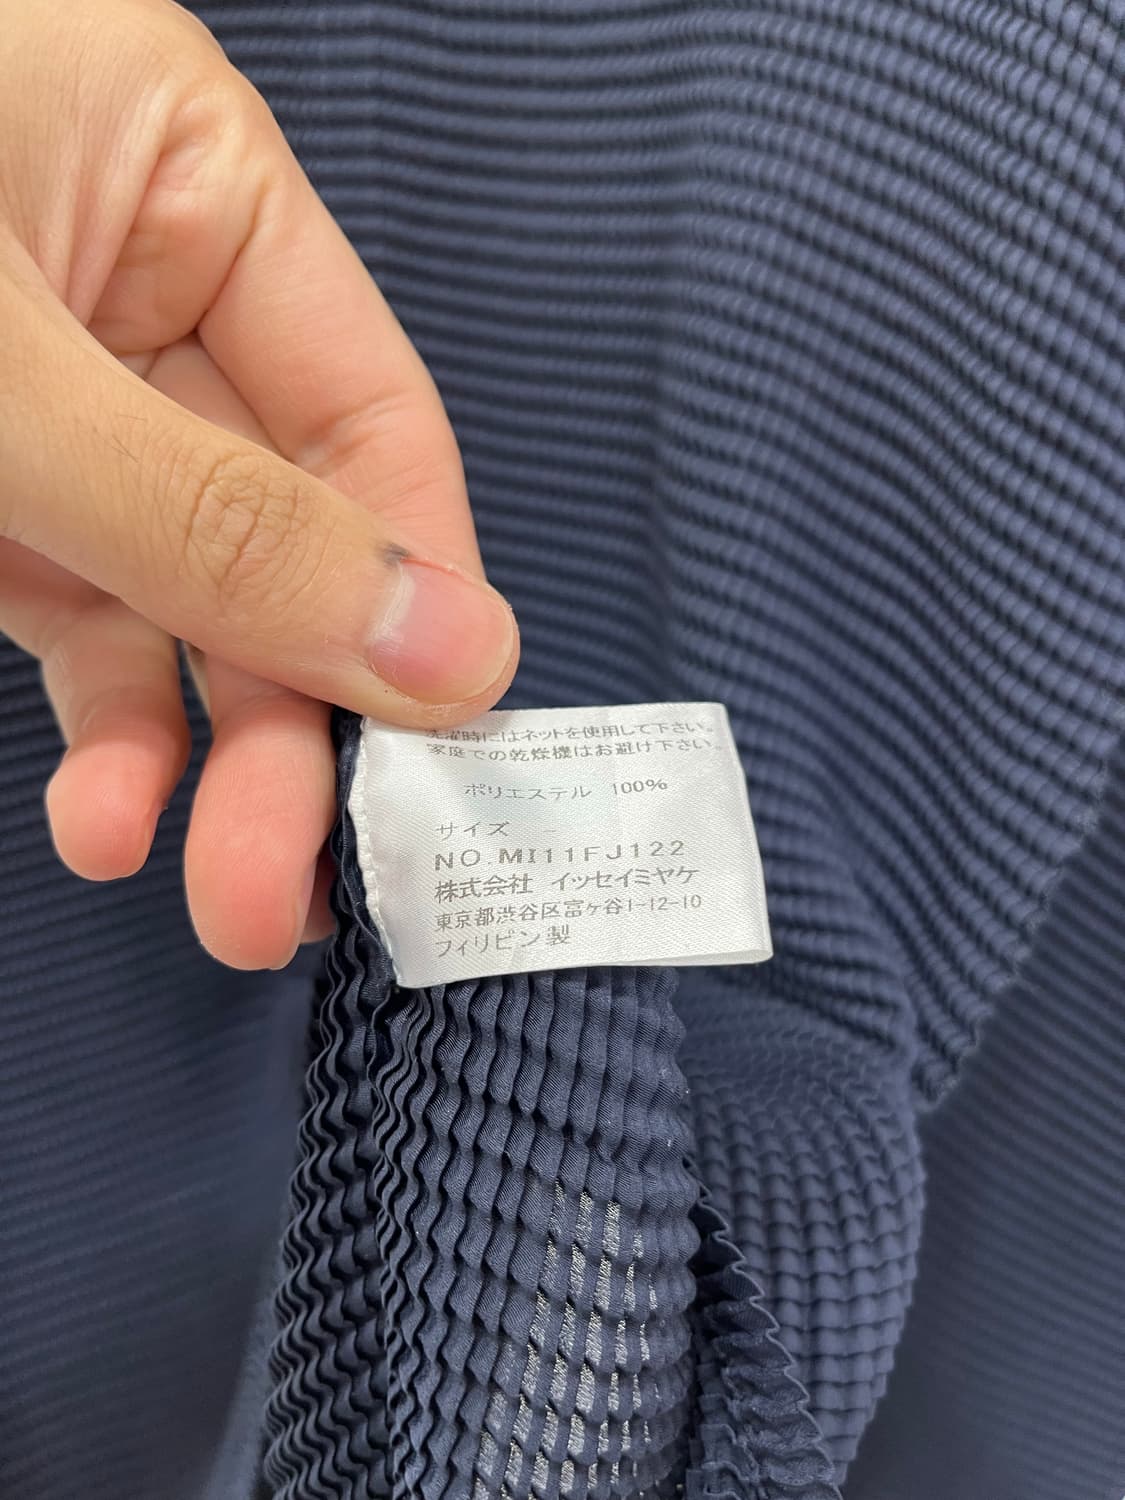 洗濯時にはネットを使用して下さい。
家庭での乾燥機はお避け下さい。
ポリエステル 100%
サイズ -
NO.MI11FJ122
株式会社 イッセイミヤケ
東京都渋谷区富ヶ谷1-12-10
フィリピン製